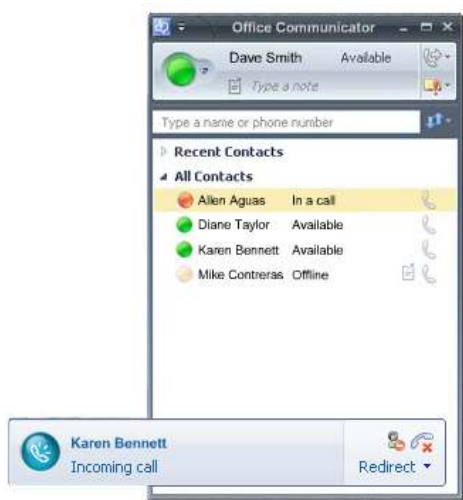 Office Communicator
Dave Smith Available
Type a note
Type a name or phone number
Recent Contacts
All Contacts
Allen Aguas In a call
Diane Taylor Available
Karen Bennett Available
Mike Contreras Offline
Karen Bennett
Incoming call
Redirect